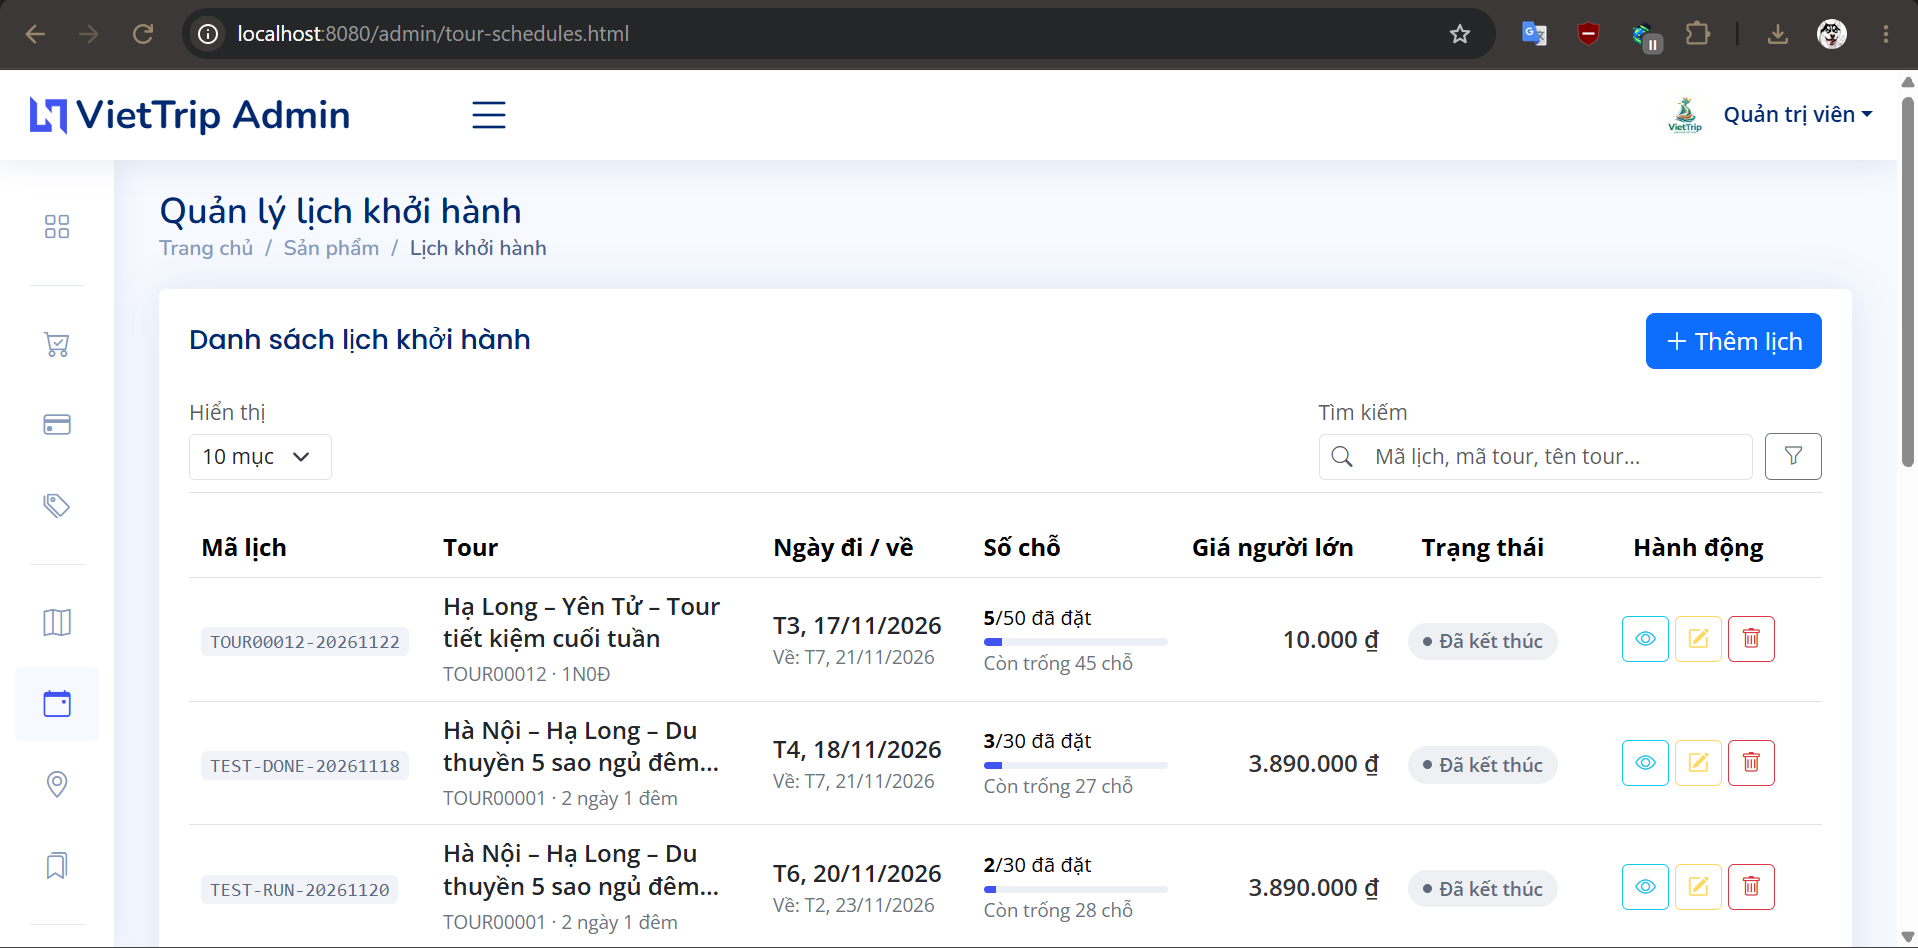 localhost:8080/admin/tour-schedules.html
VietTrip Admin
VietTrip
Quản trị viên
Quản lý lịch khởi hành
Trang chủ / Sản phẩm / Lịch khởi hành
Danh sách lịch khởi hành
+ Thêm lịch
Hiển thị
Tìm kiếm
10 mục
Mã lịch, mã tour, tên tour...
Mã lịch Tour Ngày đi / về Số chỗ Giá người lớn Trạng thái Hành động
TOUR00012-20261122
Hạ Long – Yên Tử – Tour
tiết kiệm cuối tuần
TOUR00012 · 1N0Đ
T3, 17/11/2026
Về: T7, 21/11/2026
5/50 đã đặt
Còn trống 45 chỗ
10.000 ₫
Đã kết thúc
TEST-DONE-20261118
Hà Nội – Hạ Long – Du
thuyền 5 sao ngủ đêm...
TOUR00001 · 2 ngày 1 đêm
T4, 18/11/2026
Về: T7, 21/11/2026
3/30 đã đặt
Còn trống 27 chỗ
3.890.000 ₫
Đã kết thúc
TEST-RUN-20261120
Hà Nội – Hạ Long – Du
thuyền 5 sao ngủ đêm...
TOUR00001 · 2 ngày 1 đêm
T6, 20/11/2026
Về: T2, 23/11/2026
2/30 đã đặt
Còn trống 28 chỗ
3.890.000 ₫
Đã kết thúc